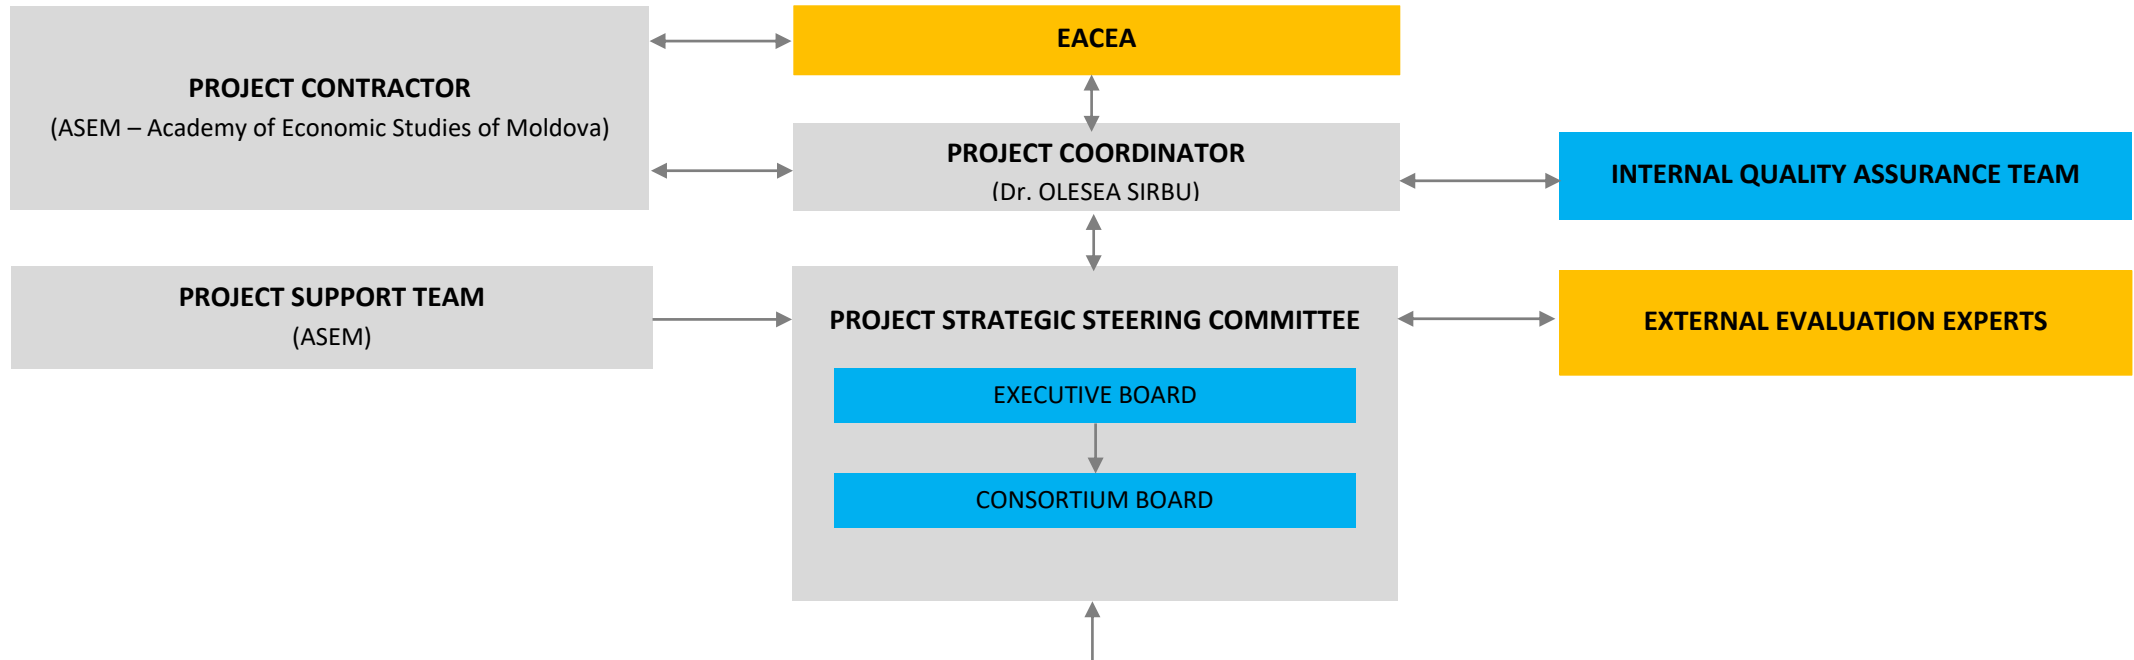 EACEA
PROJECT CONTRACTOR
(ASEM – Academy of Economic Studies of Moldova)
PROJECT COORDINATOR
(Dr. OLESEA SIRBU)
INTERNAL QUALITY ASSURANCE TEAM
PROJECT SUPPORT TEAM
(ASEM)
PROJECT STRATEGIC STEERING COMMITTEE
EXTERNAL EVALUATION EXPERTS
EXECUTIVE BOARD
CONSORTIUM BOARD